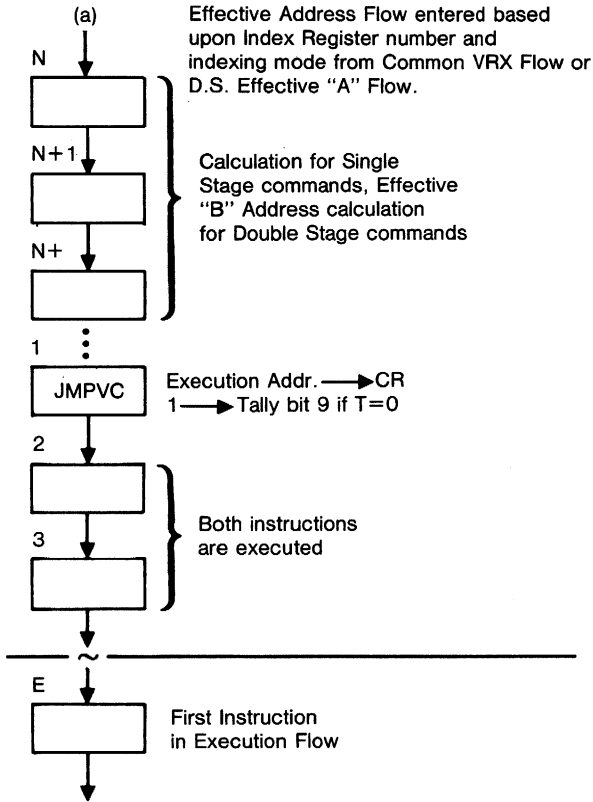 (a)
Effective Address Flow entered based
upon Index Register number and
indexing mode from Common VRX Flow or
D.S. Effective “A” Flow.
N
N+1
Calculation for Single
Stage commands, Effective
“B” Address calculation
for Double Stage commands
N+
1
JMPVC
Execution Addr. ⟶ CR
1 ⟶ Tally bit 9 if T=0
2
Both instructions
are executed
3
~
E
First Instruction
in Execution Flow